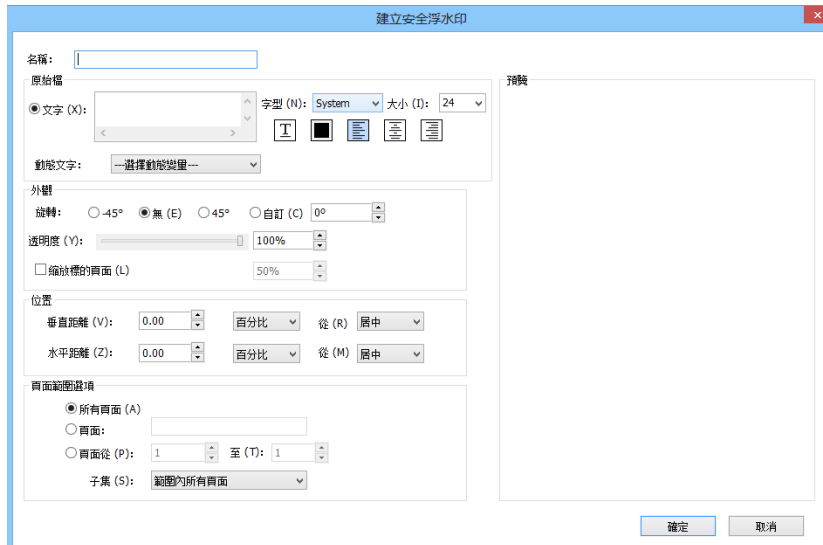 建立安全浮水印
名稱:
原始檔
預覽
文字 (X):
字型 (N): System 大小 (I): 24
T
動態文字: ---選擇動態變量---
外觀
旋轉: -45° 無 (E) 45° 自訂 (C) 0º
透明度 (Y): 100%
縮放標的頁面 (L) 50%
位置
垂直距離 (V): 0.00 百分比 從 (R) 居中
水平距離 (Z): 0.00 百分比 從 (M) 居中
頁面範圍選項
所有頁面 (A)
頁面:
頁面從 (P): 1 至 (T): 1
子集 (S): 範圍內所有頁面
確定 取消